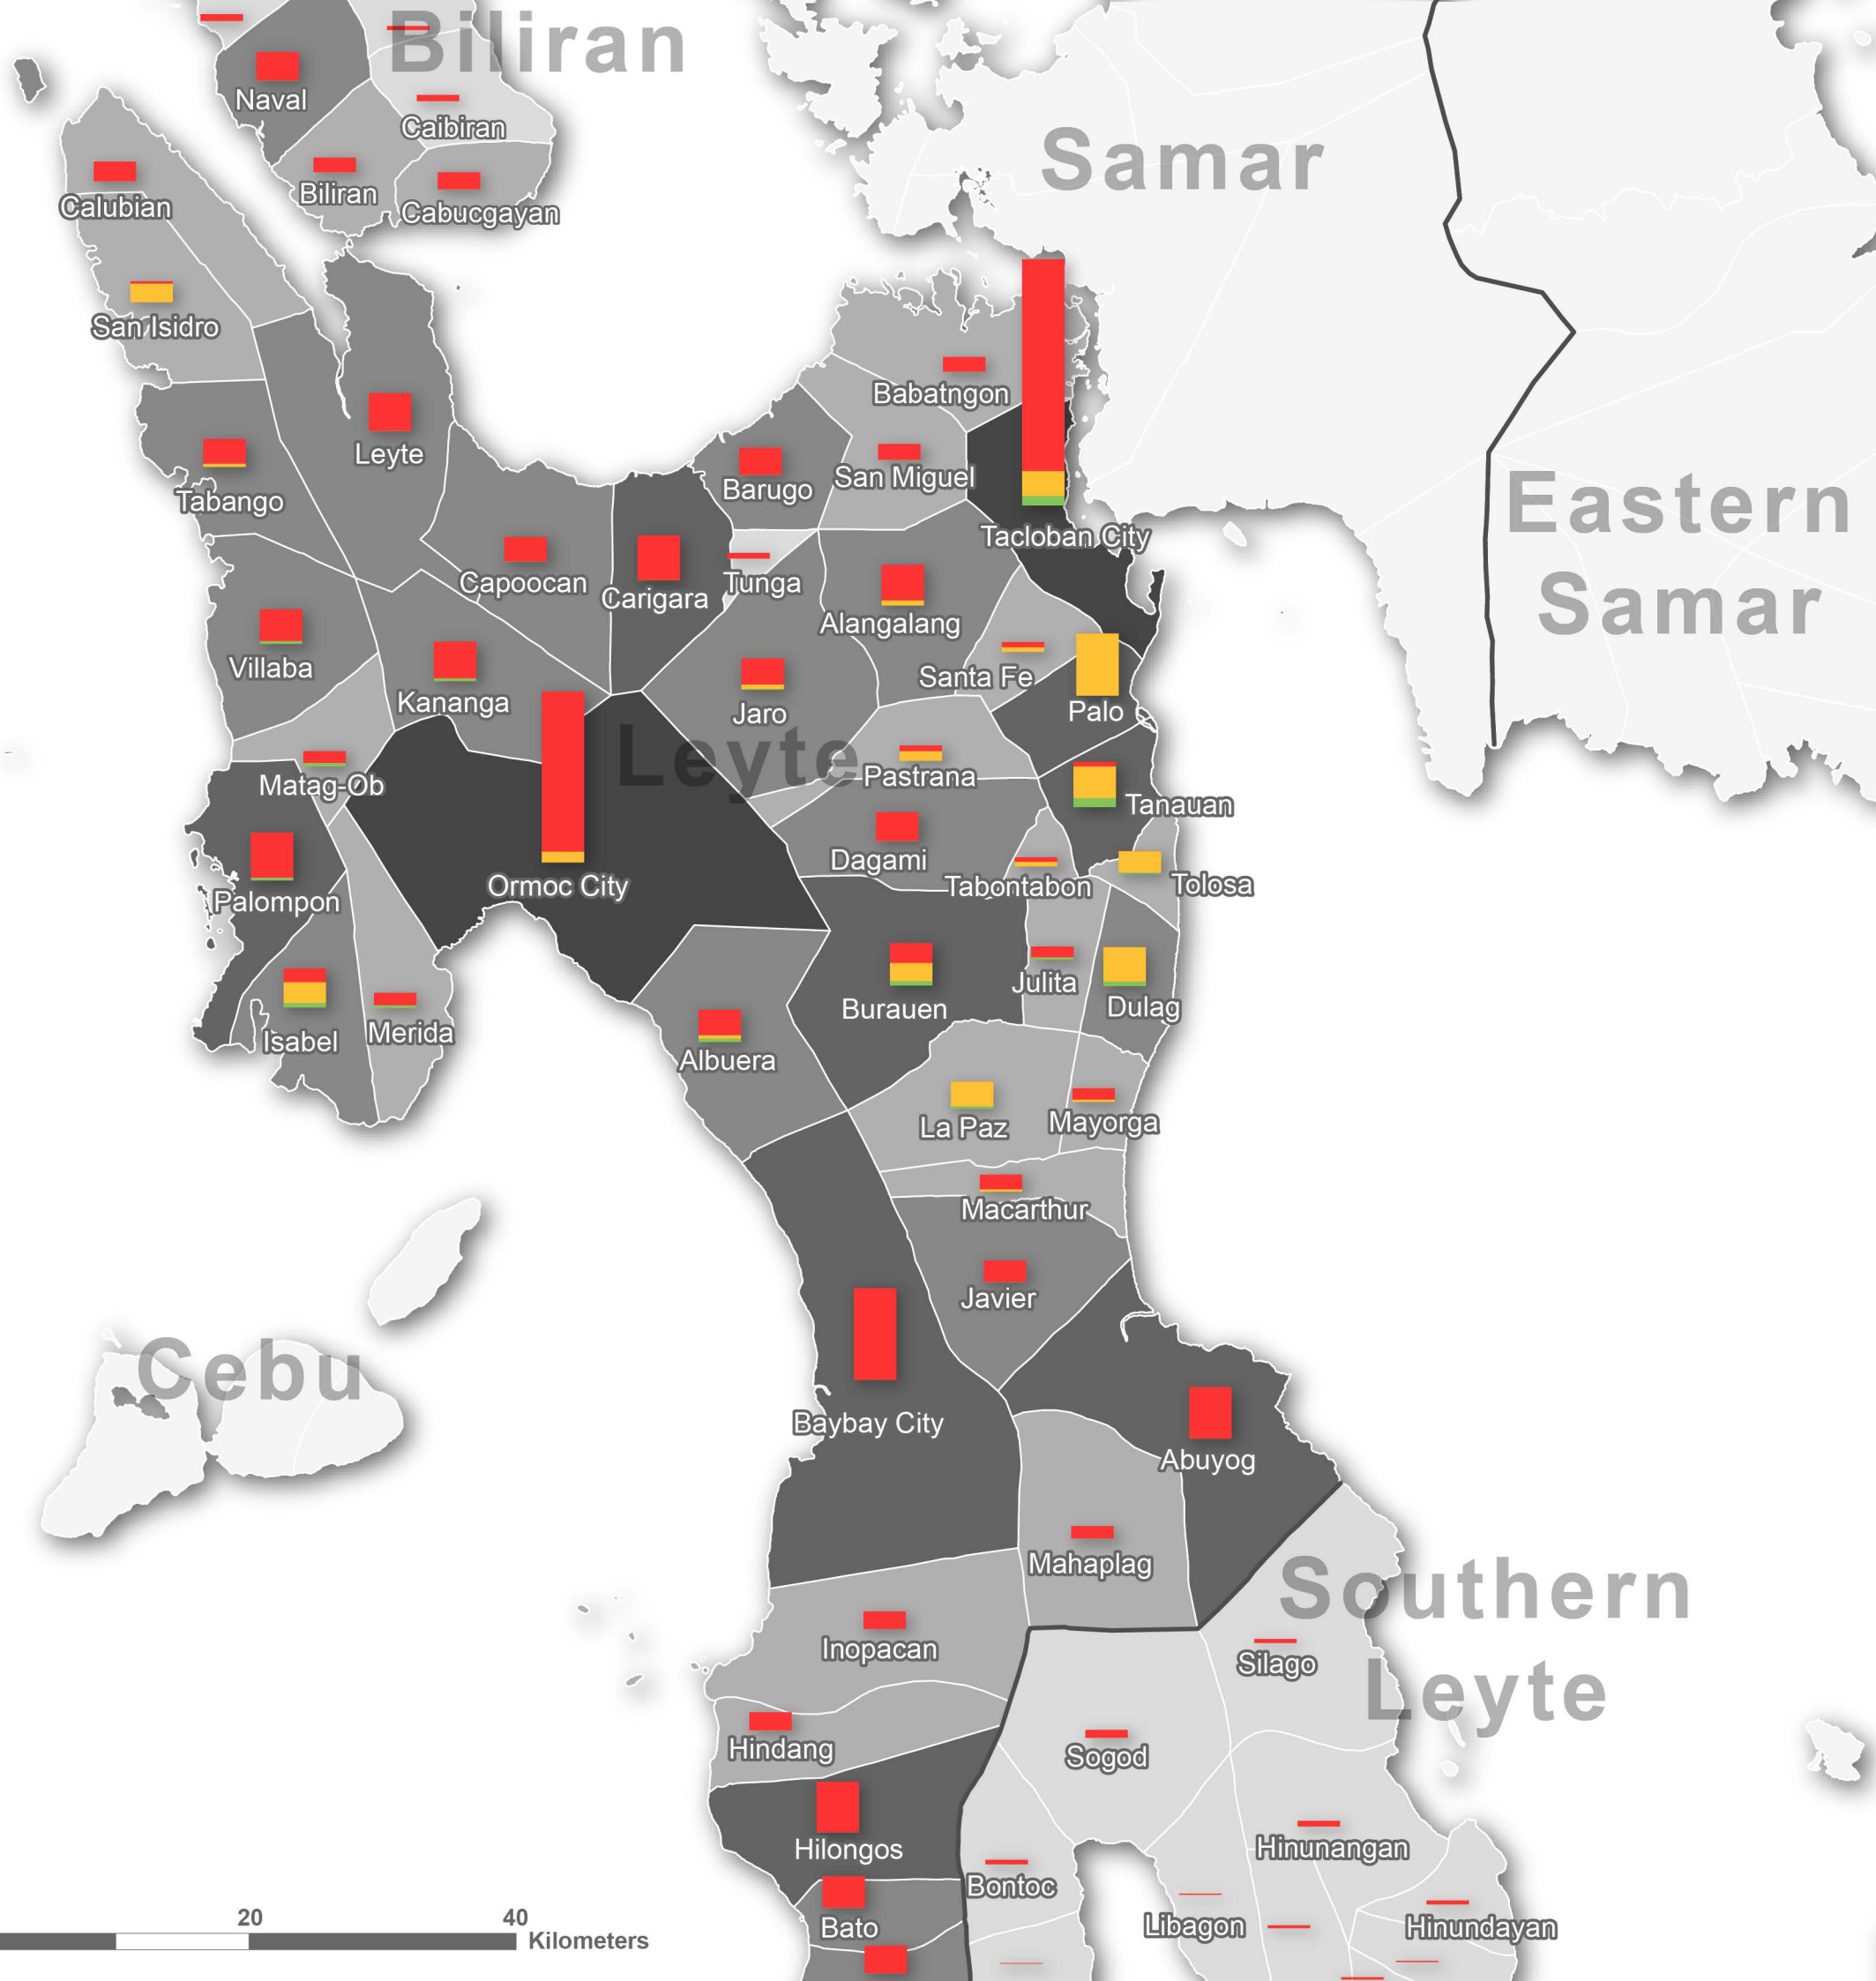 Biliran
Naval
Caibiran
Biliran
Cabucgayan
Samar
Calubian
San Isidro
Babatngon
Leyte
San Miguel
Barugo
Tabango
Eastern
Samar
Tacloban City
Capoocan
Carigara
Tunga
Alangalang
Villaba
Santa Fe
Kananga
Jaro
Palo
Leyte
Pastrana
Matag-Ob
Tanauan
Dagami
Ormoc City
Tabontabon
Tolosa
Palompon
Julita
Burauen
Dulag
Isabel
Merida
Albuera
La Paz
Mayorga
Macarthur
Javier
Cebu
Baybay City
Abuyog
Mahaplag
Southern
Leyte
Inopacan
Silago
Hindang
Sogod
Hilongos
Hinunangan
Bontoc
Libagon
Hinundayan
Bato
20
40
Kilometers